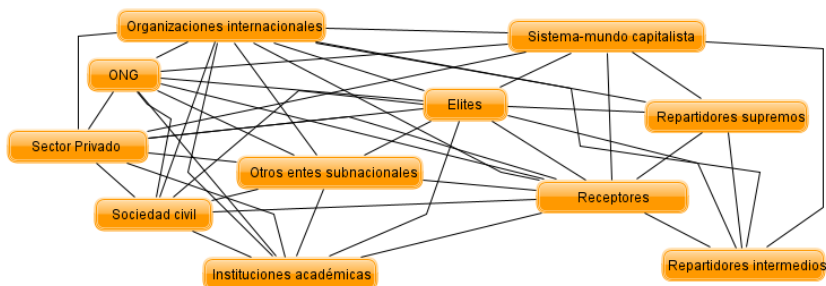 Organizaciones internacionales
Sistema-mundo capitalista
ONG
Elites
Repartidores supremos
Sector Privado
Otros entes subnacionales
Receptores
Sociedad civil
Instituciones académicas
Repartidores intermedios